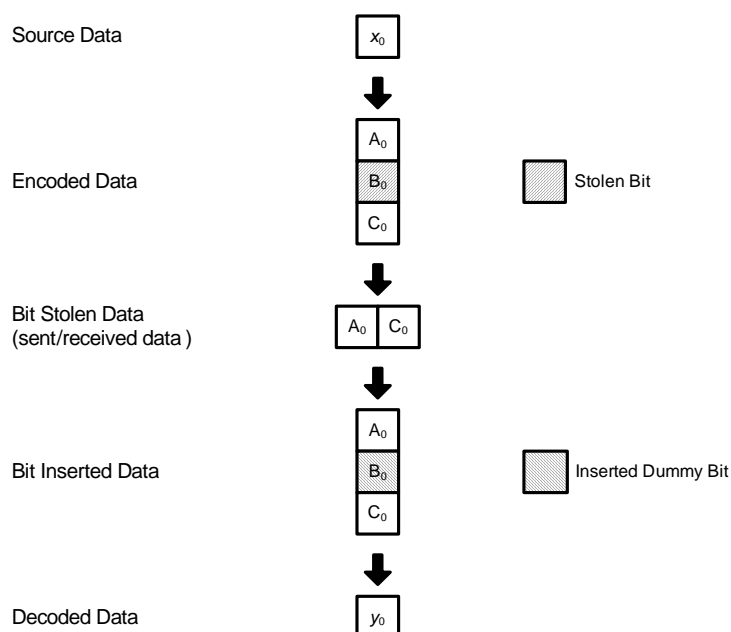 Source Data
x₀
A₀
Encoded Data
B₀
Stolen Bit
C₀
Bit Stolen Data
(sent/received data )
A₀ C₀
A₀
Bit Inserted Data
B₀
Inserted Dummy Bit
C₀
Decoded Data
y₀